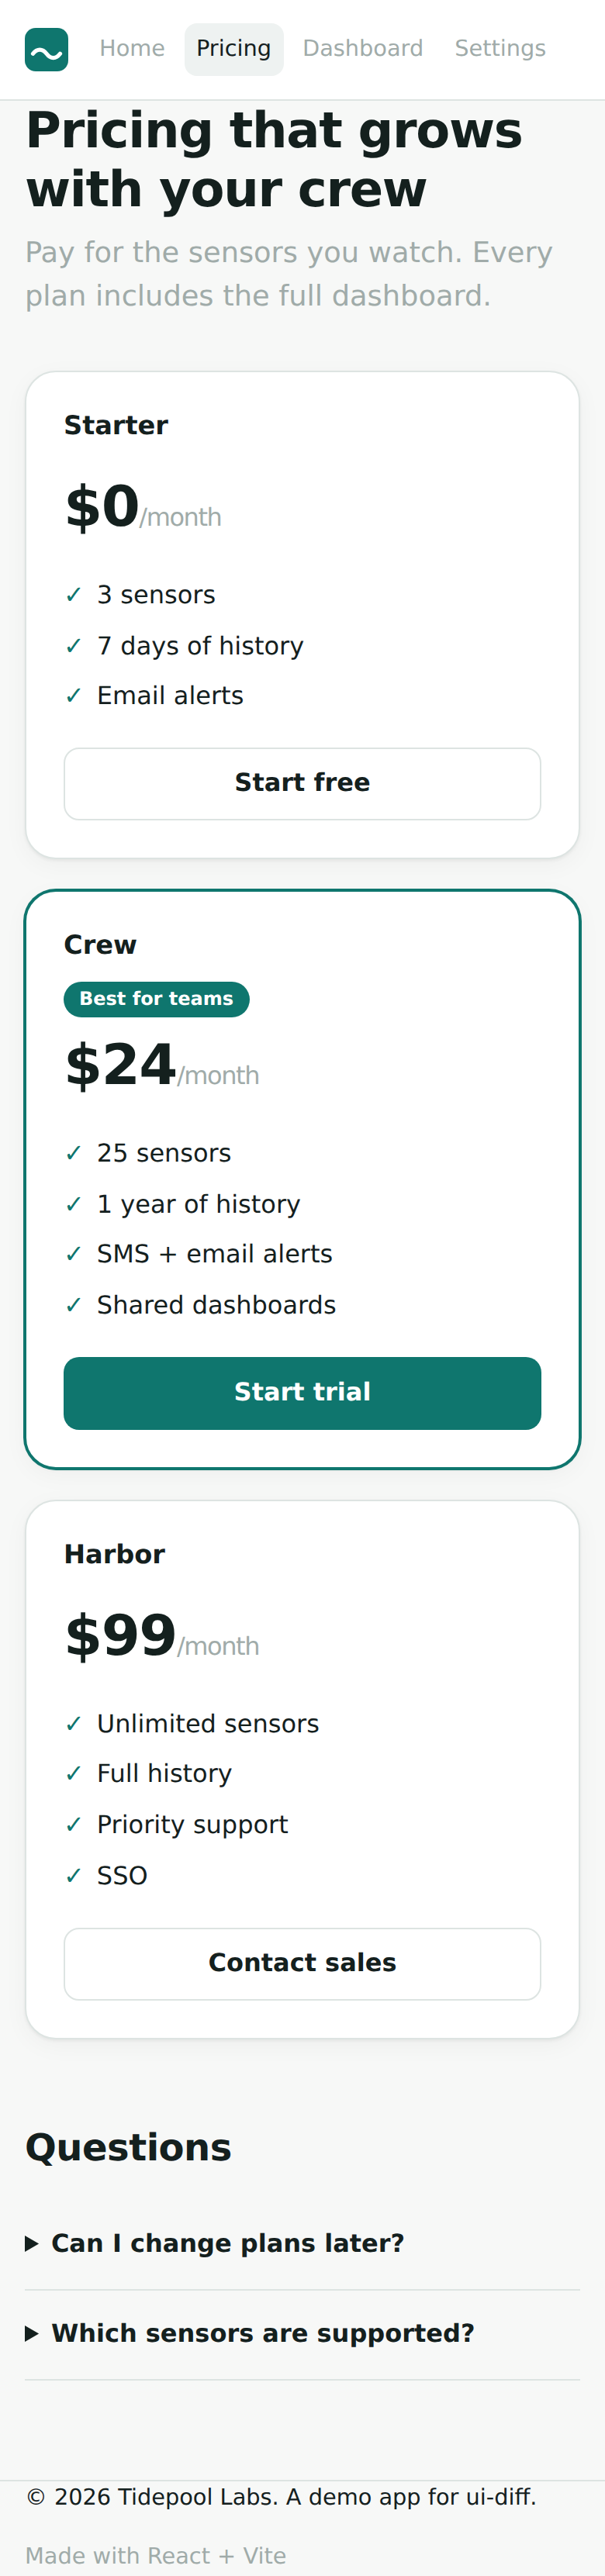 Home Pricing Dashboard Settings
Pricing that grows
with your crew
Pay for the sensors you watch. Every
plan includes the full dashboard.
Starter
$0/month
✓ 3 sensors
✓ 7 days of history
✓ Email alerts
Start free
Crew
Best for teams
$24/month
✓ 25 sensors
✓ 1 year of history
✓ SMS + email alerts
✓ Shared dashboards
Start trial
Harbor
$99/month
✓ Unlimited sensors
✓ Full history
✓ Priority support
✓ SSO
Contact sales
Questions
▶ Can I change plans later?
▶ Which sensors are supported?
© 2026 Tidepool Labs. A demo app for ui-diff.
Made with React + Vite